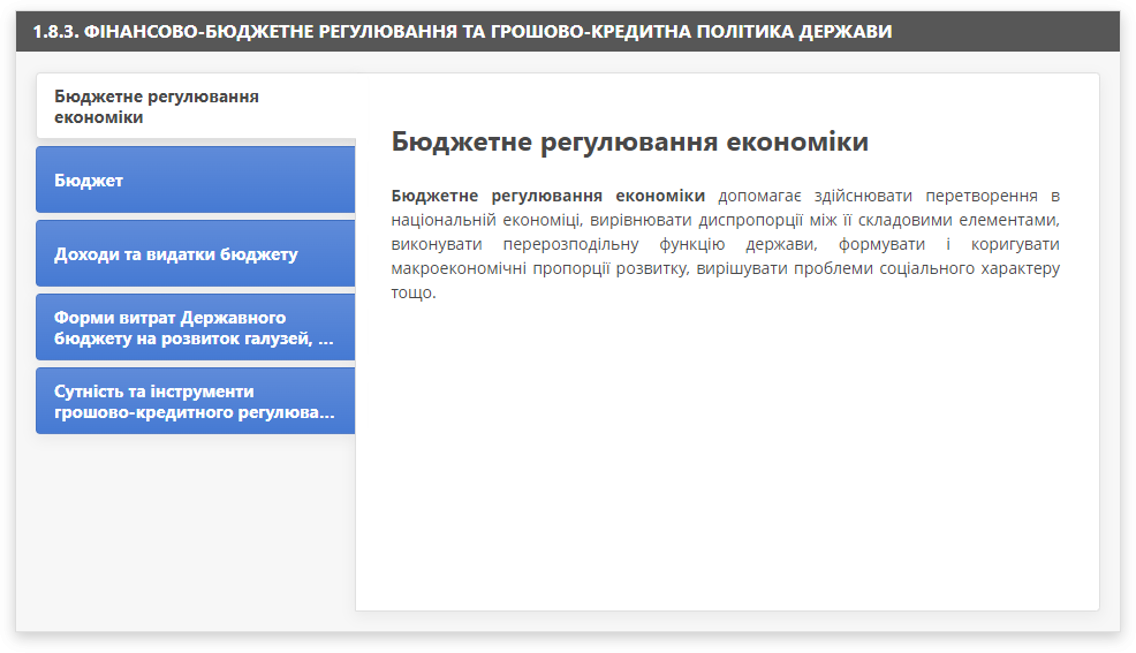 1.8.3. ФІНАНСОВО-БЮДЖЕТНЕ РЕГУЛЮВАННЯ ТА ГРОШОВО-КРЕДИТНА ПОЛІТИКА ДЕРЖАВИ
Бюджетне регулювання
економіки
Бюджет
Доходи та видатки бюджету
Форми витрат Державного
бюджету на розвиток галузей, ...
Сутність та інструменти
грошово-кредитного регулюва...
Бюджетне регулювання економіки
Бюджетне регулювання економіки допомагає здійснювати перетворення в
національній економіці, вирівнювати диспропорції між її складовими елементами,
виконувати перерозподільну функцію держави, формувати і коригувати
макроекономічні пропорції розвитку, вирішувати проблеми соціального характеру
тощо.